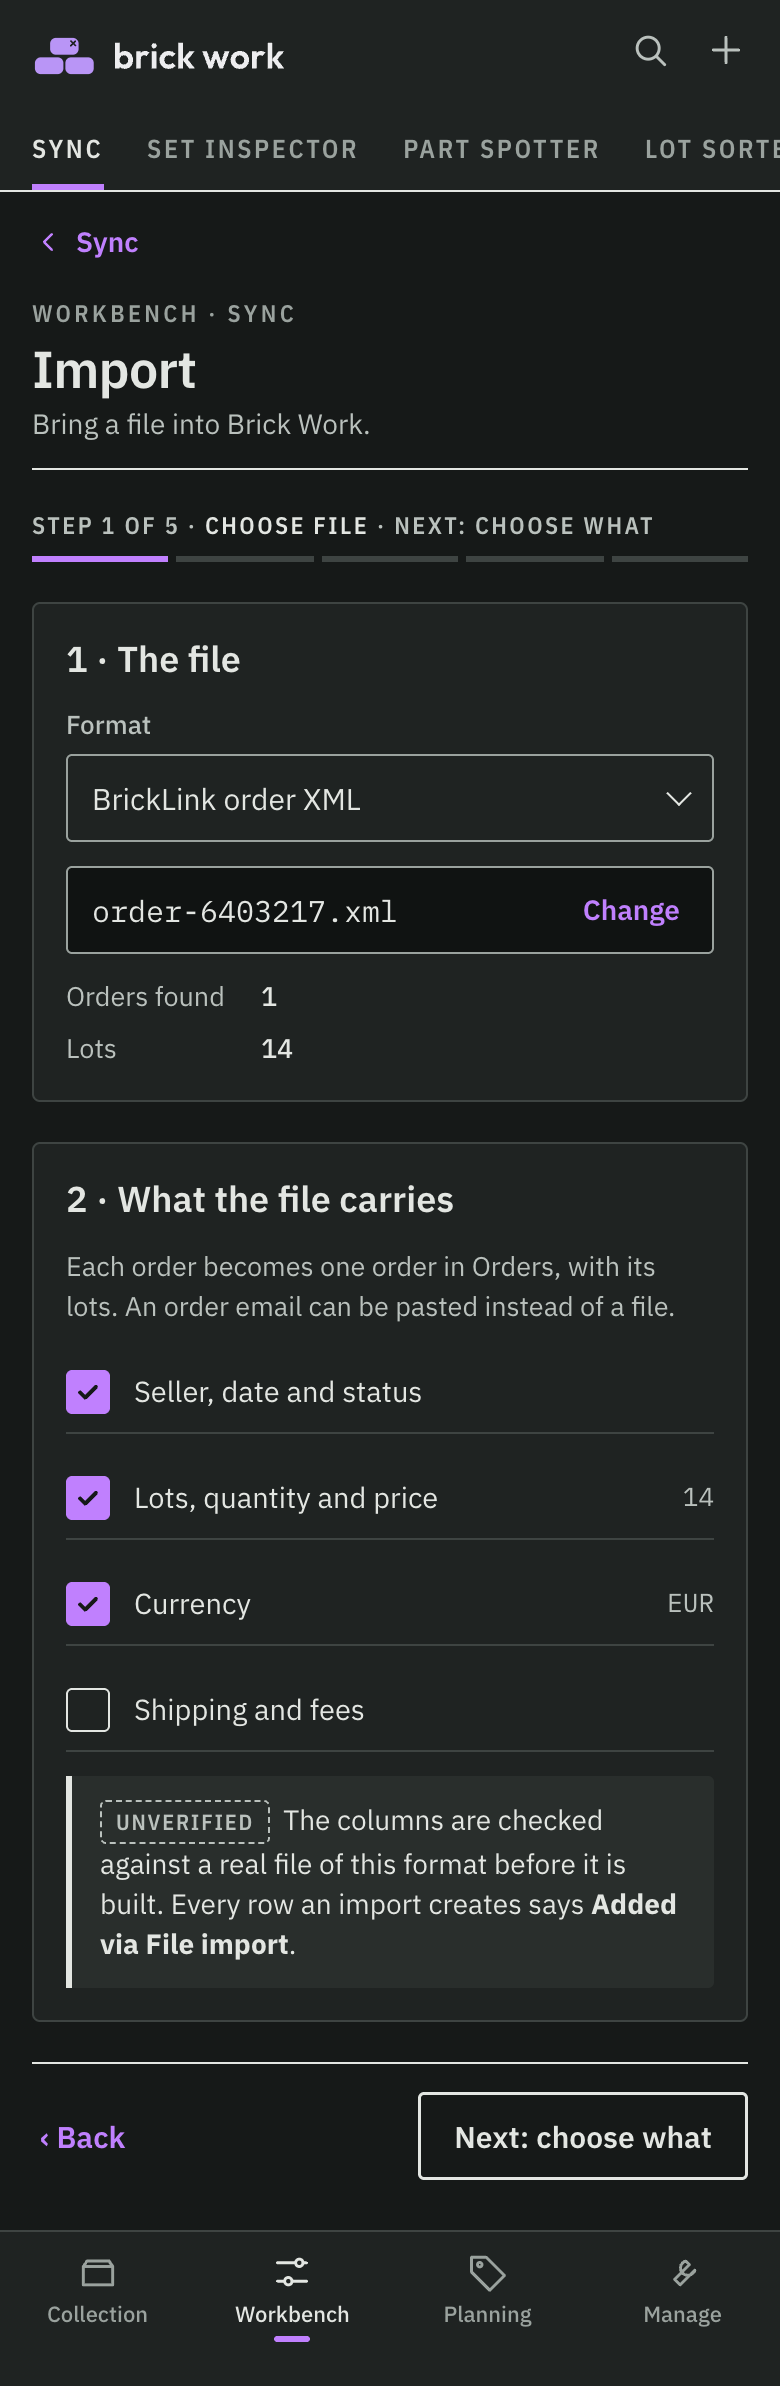 brick work
SYNC SET INSPECTOR PART SPOTTER LOT SORTE
Sync
WORKBENCH · SYNC
Import
Bring a file into Brick Work.
STEP 1 OF 5 · CHOOSE FILE · NEXT: CHOOSE WHAT
1 · The file
Format
BrickLink order XML
order-6403217.xml Change
Orders found 1
Lots 14
2 · What the file carries
Each order becomes one order in Orders, with its
lots. An order email can be pasted instead of a file.
Seller, date and status
Lots, quantity and price 14
Currency EUR
Shipping and fees
UNVERIFIED The columns are checked
against a real file of this format before it is
built. Every row an import creates says Added
via File import.
‹ Back Next: choose what
Collection Workbench Planning Manage